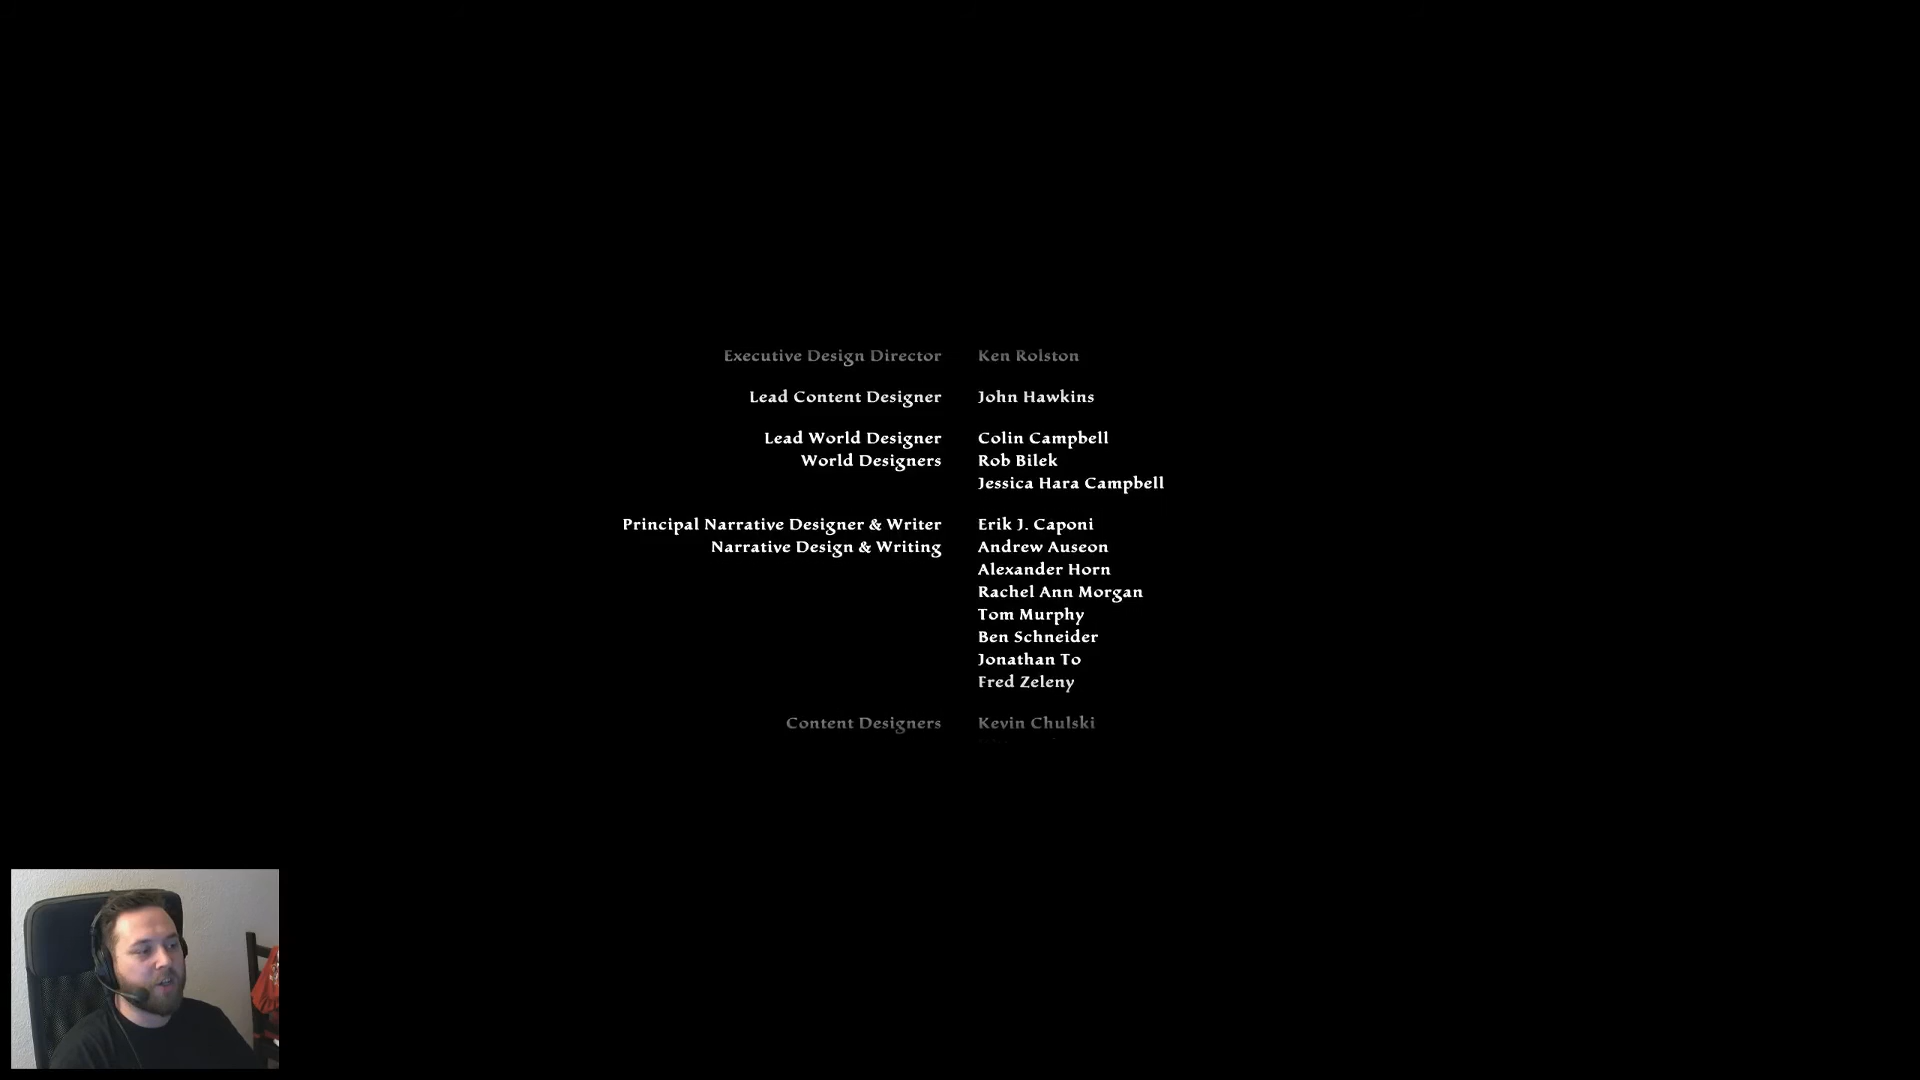 Executive Design Director Ken Rolston
Lead Content Designer John Hawkins
Lead World Designer Colin Campbell
World Designers Rob Bilek
Jessica Hara Campbell
Principal Narrative Designer & Writer Erik J. Caponi
Narrative Design & Writing Andrew Auseon
Alexander Horn
Rachel Ann Morgan
Tom Murphy
Ben Schneider
Jonathan To
Fred Zeleny
Content Designers Kevin Chulski